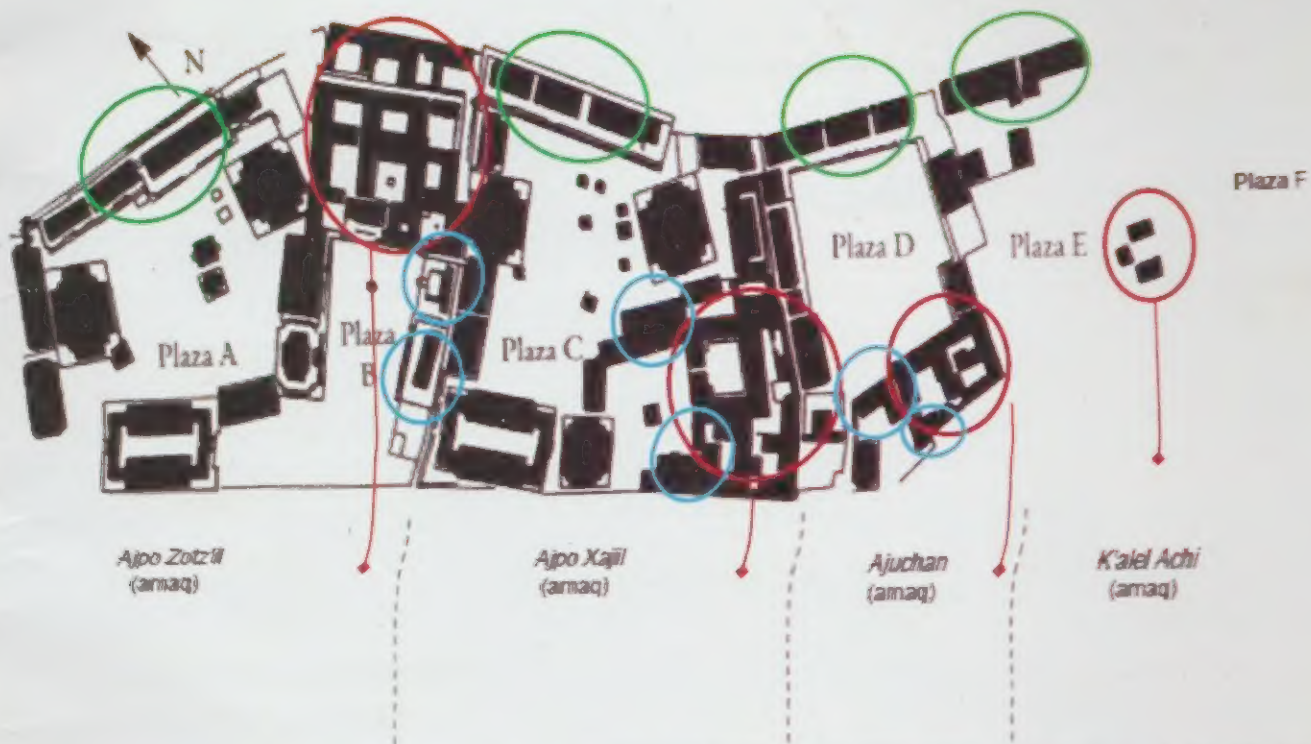 N
Plaza F
Plaza D
Plaza E
Plaza A
Plaza B
Plaza C
Ajpo Zotz'il
(amaq)
Ajpo Xajil
(amaq)
Ajuchan
(amaq)
K'alel Achi
(amaq)